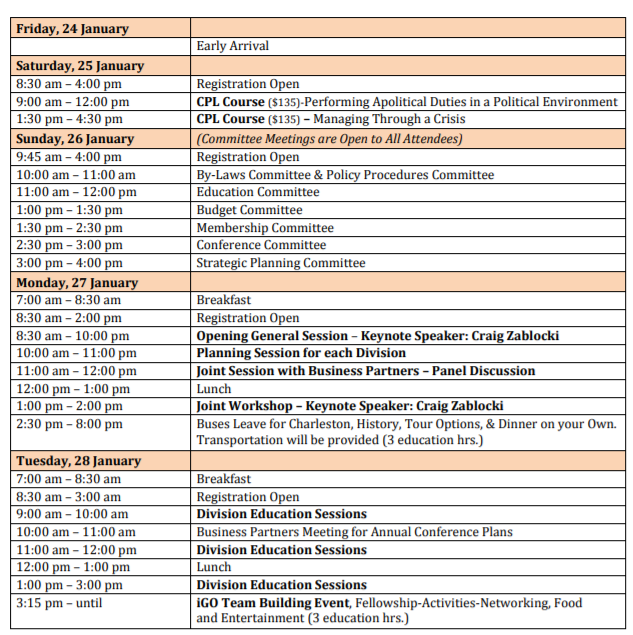 Friday, 24 January
Early Arrival
Saturday, 25 January
8:30 am – 4:00 pm Registration Open
9:00 am – 12:00 pm CPL Course ($135)-Performing Apolitical Duties in a Political Environment
1:30 pm – 4:30 pm CPL Course ($135) – Managing Through a Crisis
Sunday, 26 January (Committee Meetings are Open to All Attendees)
9:45 am – 4:00 pm Registration Open
10:00 am – 11:00 am By-Laws Committee & Policy Procedures Committee
11:00 am – 12:00 pm Education Committee
1:00 pm – 1:30 pm Budget Committee
1:30 pm – 2:30 pm Membership Committee
2:30 pm – 3:00 pm Conference Committee
3:00 pm – 4:00 pm Strategic Planning Committee
Monday, 27 January
7:00 am – 8:30 am Breakfast
8:30 am – 2:00 pm Registration Open
8:30 am – 10:00 pm Opening General Session – Keynote Speaker: Craig Zablocki
10:00 am – 11:00 pm Planning Session for each Division
11:00 am – 12:00 pm Joint Session with Business Partners – Panel Discussion
12:00 pm – 1:00 pm Lunch
1:00 pm – 2:00 pm Joint Workshop – Keynote Speaker: Craig Zablocki
2:30 pm – 8:00 pm Buses Leave for Charleston, History, Tour Options, & Dinner on your Own.
Transportation will be provided (3 education hrs.)
Tuesday, 28 January
7:00 am – 8:30 am Breakfast
8:30 am – 3:00 am Registration Open
9:00 am – 10:00 am Division Education Sessions
10:00 am – 11:00 am Business Partners Meeting for Annual Conference Plans
11:00 am – 12:00 pm Division Education Sessions
12:00 pm – 1:00 pm Lunch
1:00 pm – 3:00 pm Division Education Sessions
3:15 pm – until iGO Team Building Event, Fellowship-Activities-Networking, Food
and Entertainment (3 education hrs.)